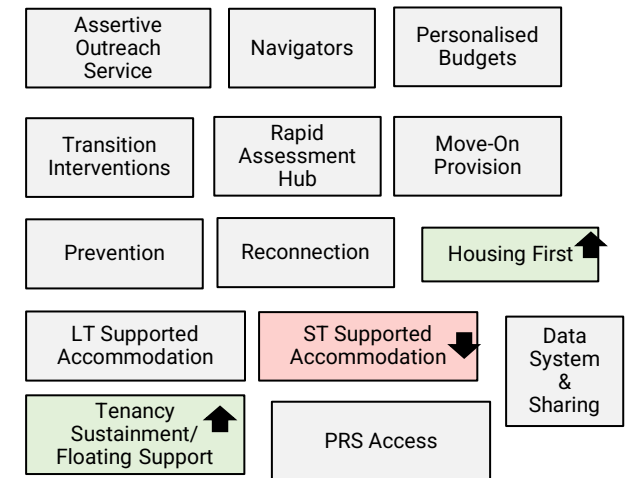 Assertive
Outreach
Service
Navigators
Personalised
Budgets
Transition
Interventions
Rapid
Assessment
Hub
Move-On
Provision
Prevention
Reconnection
Housing First
LT Supported
Accommodation
ST Supported
Accommodation
Data
System
&
Sharing
Tenancy
Sustainment/
Floating Support
PRS Access